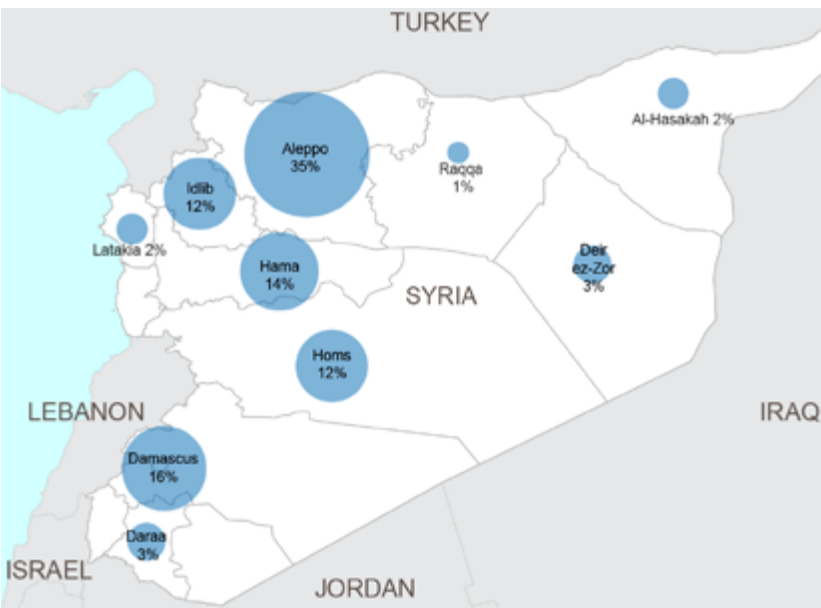 TURKEY
Al-Hasakah 2%
Aleppo
35%
Raqqa
1%
Idlib
12%
Latakia 2%
Hama
14%
Deir
ez-Zor
3%
SYRIA
Homs
12%
LEBANON
IRAQ
Damascus
16%
Daraa
3%
ISRAEL
JORDAN